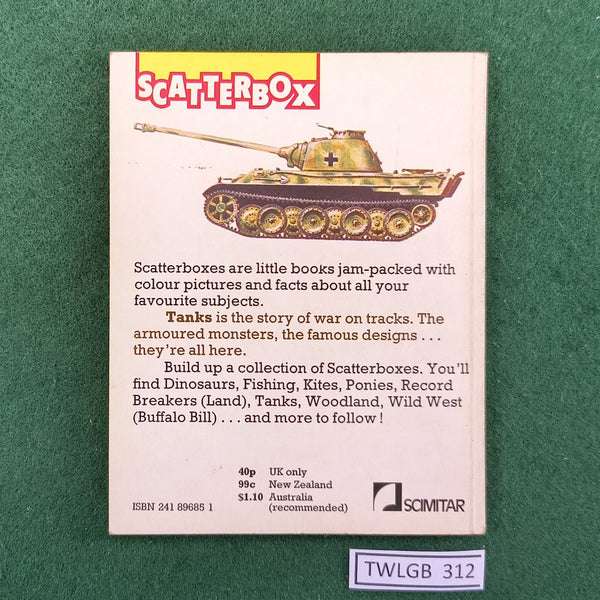 SCATTERBOX
Scatterboxes are little books jam-packed with
colour pictures and facts about all your
favourite subjects.
Tanks is the story of war on tracks. The
armoured monsters, the famous designs . . .
they're all here.
Build up a collection of Scatterboxes. You'll
find Dinosaurs, Fishing, Kites, Ponies, Record
Breakers (Land), Tanks, Woodland, Wild West
(Buffalo Bill) . . . and more to follow !
40p UK only
99c New Zealand
$1.10 Australia
(recommended)
ISBN 241 89685 1
SCIMITAR
TWLGB 312